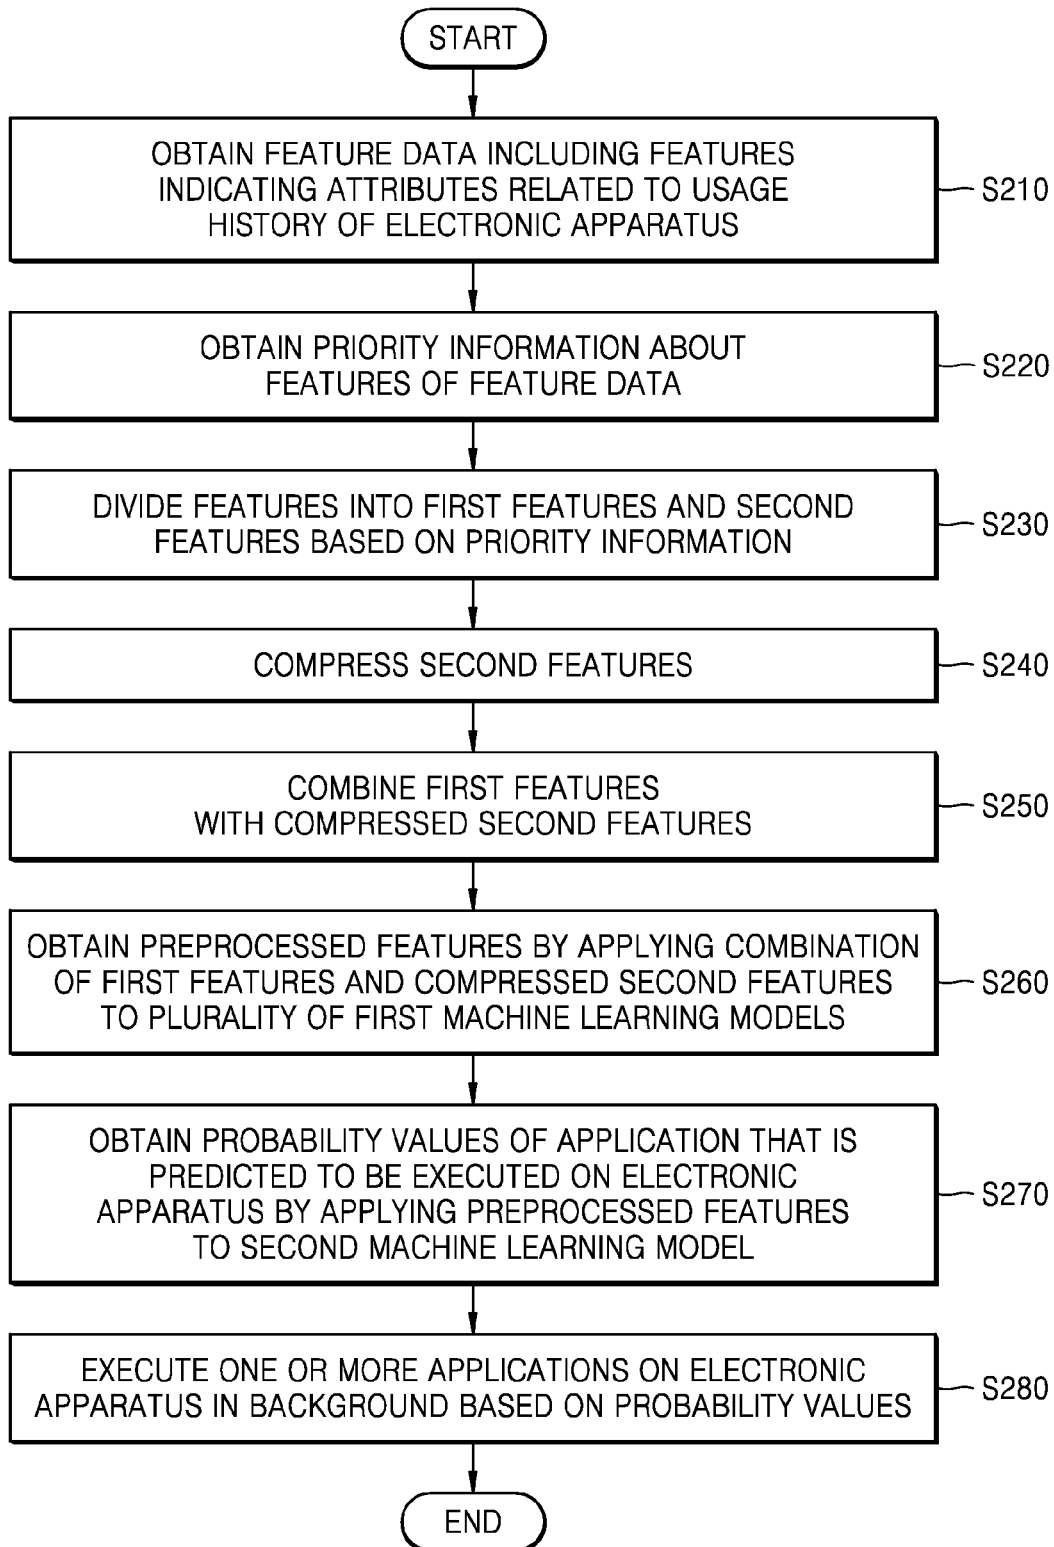 START
OBTAIN FEATURE DATA INCLUDING FEATURES
INDICATING ATTRIBUTES RELATED TO USAGE
HISTORY OF ELECTRONIC APPARATUS
S210
OBTAIN PRIORITY INFORMATION ABOUT
FEATURES OF FEATURE DATA
S220
DIVIDE FEATURES INTO FIRST FEATURES AND SECOND
FEATURES BASED ON PRIORITY INFORMATION
S230
COMPRESS SECOND FEATURES
S240
COMBINE FIRST FEATURES
WITH COMPRESSED SECOND FEATURES
S250
OBTAIN PREPROCESSED FEATURES BY APPLYING COMBINATION
OF FIRST FEATURES AND COMPRESSED SECOND FEATURES
TO PLURALITY OF FIRST MACHINE LEARNING MODELS
S260
OBTAIN PROBABILITY VALUES OF APPLICATION THAT IS
PREDICTED TO BE EXECUTED ON ELECTRONIC
APPARATUS BY APPLYING PREPROCESSED FEATURES
TO SECOND MACHINE LEARNING MODEL
S270
EXECUTE ONE OR MORE APPLICATIONS ON ELECTRONIC
APPARATUS IN BACKGROUND BASED ON PROBABILITY VALUES
S280
END